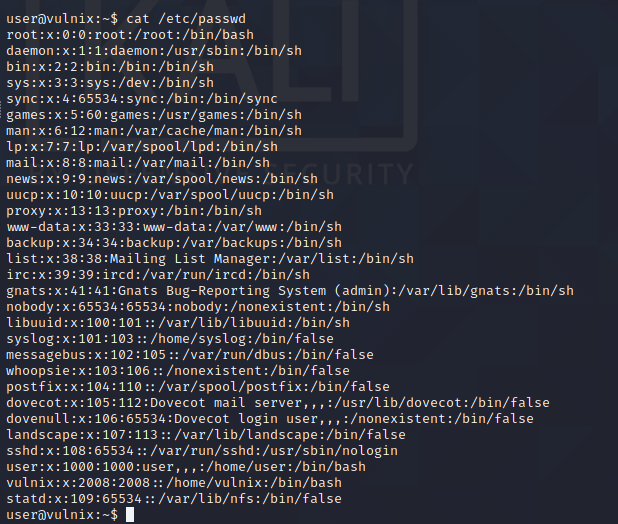 user@vulnix:~$ cat /etc/passwd
root:x:0:0:root:/root:/bin/bash
daemon:x:1:1:daemon:/usr/sbin:/bin/sh
bin:x:2:2:bin:/bin:/bin/sh
sys:x:3:3:sys:/dev:/bin/sh
sync:x:4:65534:sync:/bin:/bin/sync
games:x:5:60:games:/usr/games:/bin/sh
man:x:6:12:man:/var/cache/man:/bin/sh
lp:x:7:7:lp:/var/spool/lpd:/bin/sh
mail:x:8:8:mail:/var/mail:/bin/sh
news:x:9:9:news:/var/spool/news:/bin/sh
uucp:x:10:10:uucp:/var/spool/uucp:/bin/sh
proxy:x:13:13:proxy:/bin:/bin/sh
www-data:x:33:33:www-data:/var/www:/bin/sh
backup:x:34:34:backup:/var/backups:/bin/sh
list:x:38:38:Mailing List Manager:/var/list:/bin/sh
irc:x:39:39:ircd:/var/run/ircd:/bin/sh
gnats:x:41:41:Gnats Bug-Reporting System (admin):/var/lib/gnats:/bin/sh
nobody:x:65534:65534:nobody:/nonexistent:/bin/sh
libuuid:x:100:101::/var/lib/libuuid:/bin/sh
syslog:x:101:103::/home/syslog:/bin/false
messagebus:x:102:105::/var/run/dbus:/bin/false
whoopsie:x:103:106::/nonexistent:/bin/false
postfix:x:104:110::/var/spool/postfix:/bin/false
dovecot:x:105:112:Dovecot mail server,,,:/usr/lib/dovecot:/bin/false
dovenull:x:106:65534:Dovecot login user,,,:/nonexistent:/bin/false
landscape:x:107:113::/var/lib/landscape:/bin/false
sshd:x:108:65534::/var/run/sshd:/usr/sbin/nologin
user:x:1000:1000:user,,,:/home/user:/bin/bash
vulnix:x:2008:2008::/home/vulnix:/bin/bash
statd:x:109:65534::/var/lib/nfs:/bin/false
user@vulnix:~$